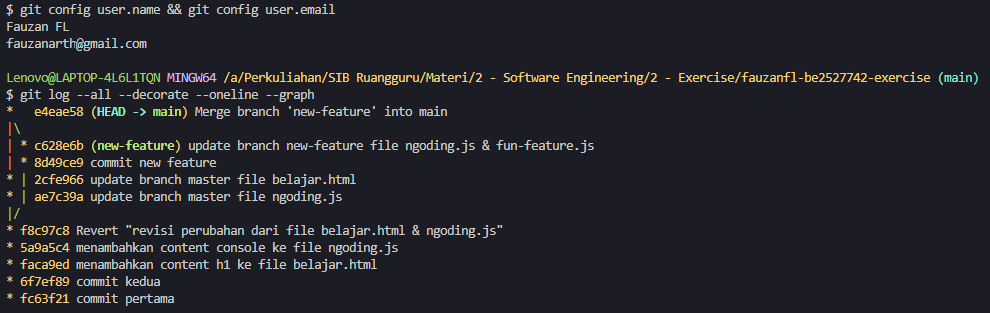 $ git config user.name && git config user.email
Fauzan FL
fauzanarth@gmail.com
Lenovo@LAPTOP-4L6L1TQN MINGW64 /a/Perkuliahan/SIB Ruangguru/Materi/2 - Software Engineering/2 - Exercise/fauzanfl-be2527742-exercise (main)
$ git log --all --decorate --oneline --graph
*   e4eae58 (HEAD -> main) Merge branch 'new-feature' into main
|\
| * c628e6b (new-feature) update branch new-feature file ngoding.js & fun-feature.js
| * 8d49ce9 commit new feature
* | 2cfe966 update branch master file belajar.html
* | ae7c39a update branch master file ngoding.js
|/
* f8c97c8 Revert "revisi perubahan dari file belajar.html & ngoding.js"
* 5a9a5c4 menambahkan content console ke file ngoding.js
* faca9ed menambahkan content h1 ke file belajar.html
* 6f7ef89 commit kedua
* fc63f21 commit pertama